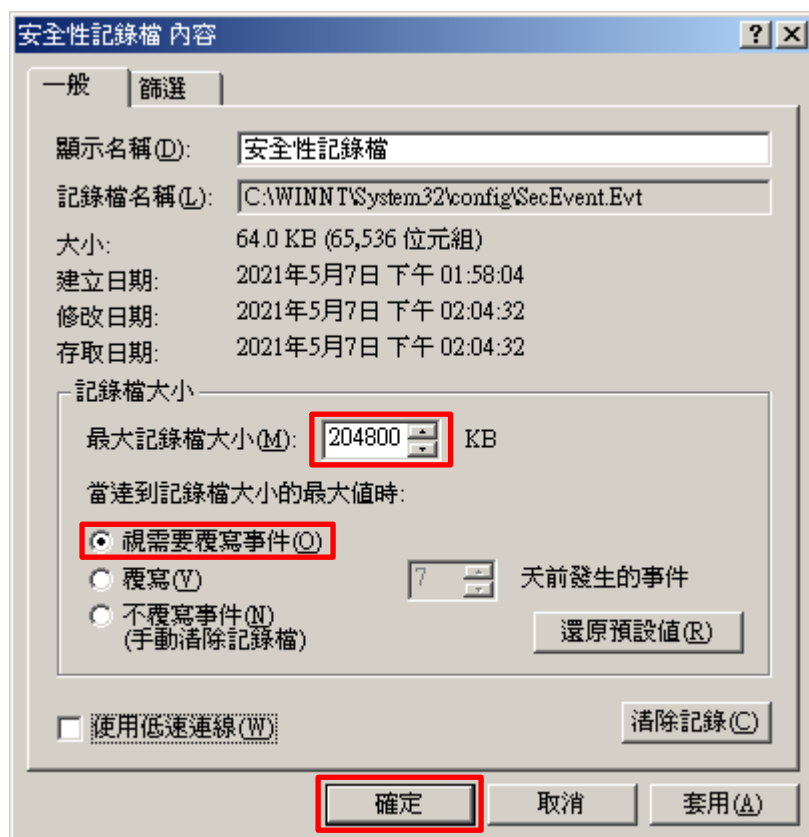 安全性記錄檔 內容
一般 篩選
顯示名稱(D): 安全性記錄檔
記錄檔名稱(L): C:\WINNT\System32\config\SecEvent.Evt
大小: 64.0 KB (65,536 位元組)
建立日期: 2021年5月7日 下午 01:58:04
修改日期: 2021年5月7日 下午 02:04:32
存取日期: 2021年5月7日 下午 02:04:32
記錄檔大小
最大記錄檔大小(M): 204800 KB
當達到記錄檔大小的最大值時:
視需要覆寫事件(O)
覆寫(V) 7 天前發生的事件
不覆寫事件(N)
(手動清除記錄檔)
還原預設值(R)
使用低速連線(W)
清除記錄(C)
確定 取消 套用(A)